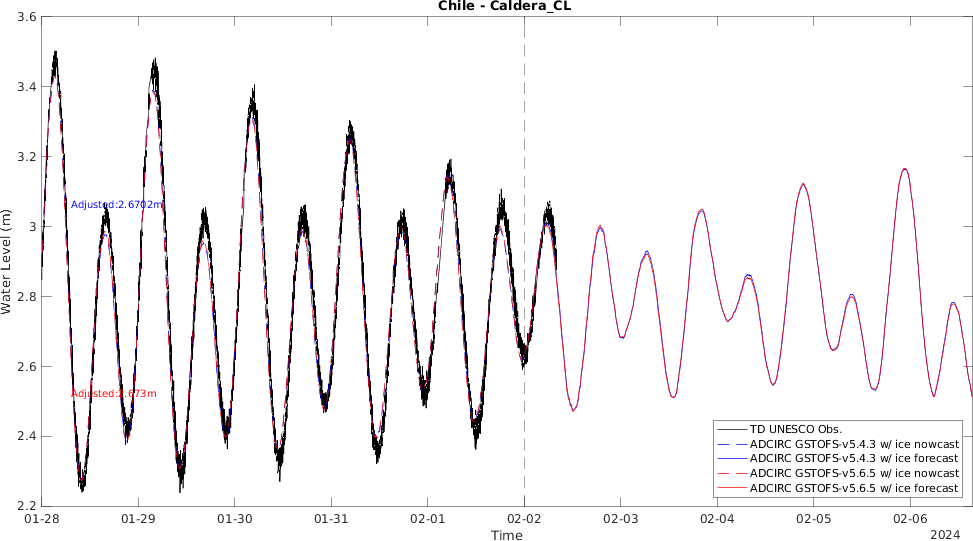 Chile - Caldera_CL
3.6
3.4
3.2
3
2.8
2.6
2.4
2.2
Water Level (m)
Adjusted:2.6702m
Adjusted:2.673m
TD UNESCO Obs.
ADCIRC GSTOFS-v5.4.3 w/ ice nowcast
ADCIRC GSTOFS-v5.4.3 w/ ice forecast
ADCIRC GSTOFS-v5.6.5 w/ ice nowcast
ADCIRC GSTOFS-v5.6.5 w/ ice forecast
01-28 01-29 01-30 01-31 02-01 02-02 02-03 02-04 02-05 02-06
Time
2024